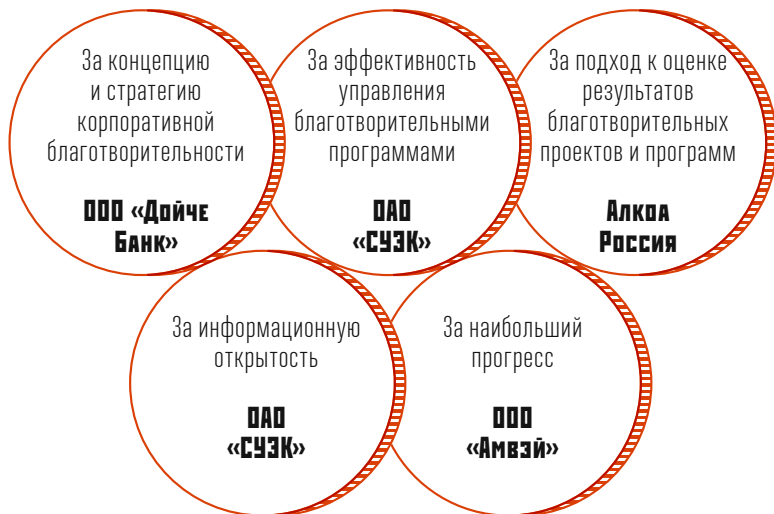 За концепцию
и стратегию
корпоративной
благотворительности
ООО «Дойче
Банк»
За эффективность
управления
благотворительными
программами
ОАО
«СУЭК»
За подход к оценке
результатов
благотворительных
проектов и программ
Алкоа
Россия
За информационную
открытость
ОАО
«СУЭК»
За наибольший
прогресс
ООО
«Амвэй»